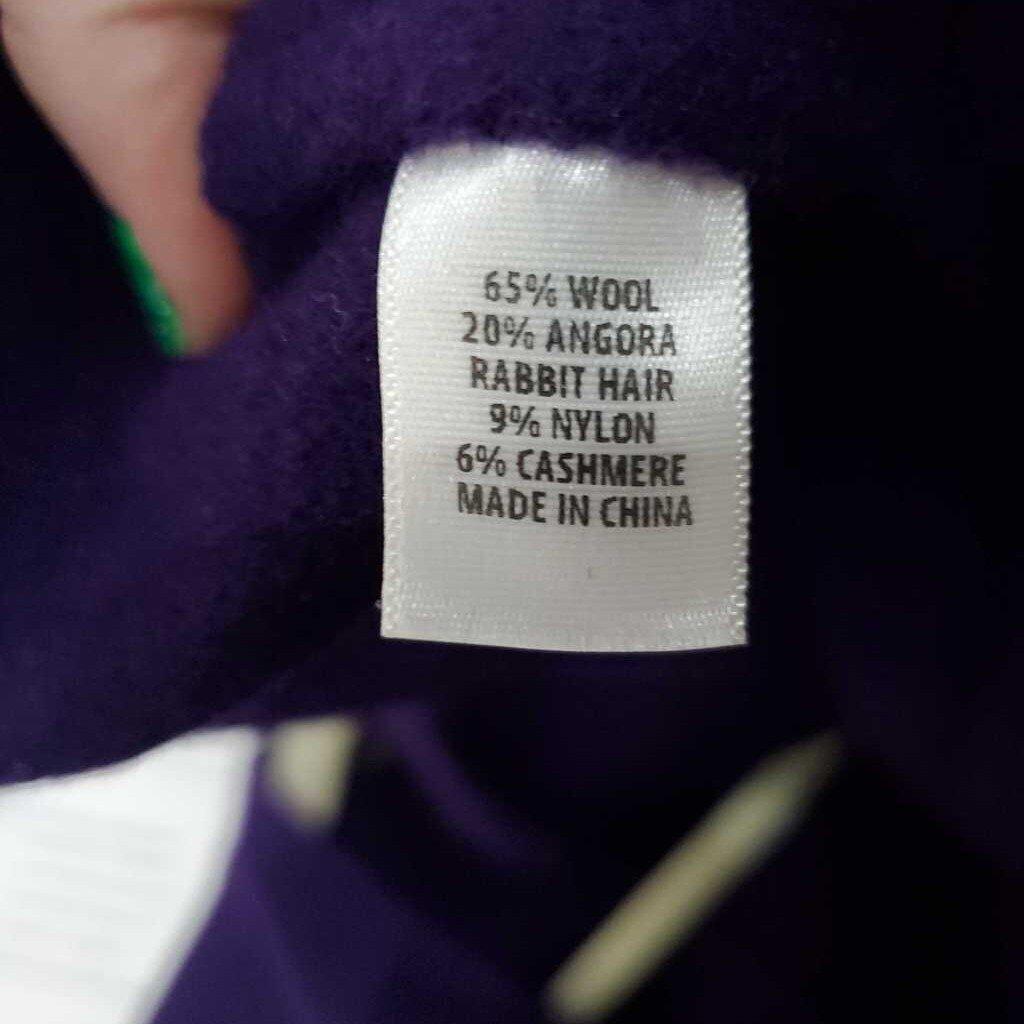 65% WOOL
20% ANGORA
RABBIT HAIR
9% NYLON
6% CASHMERE
MADE IN CHINA